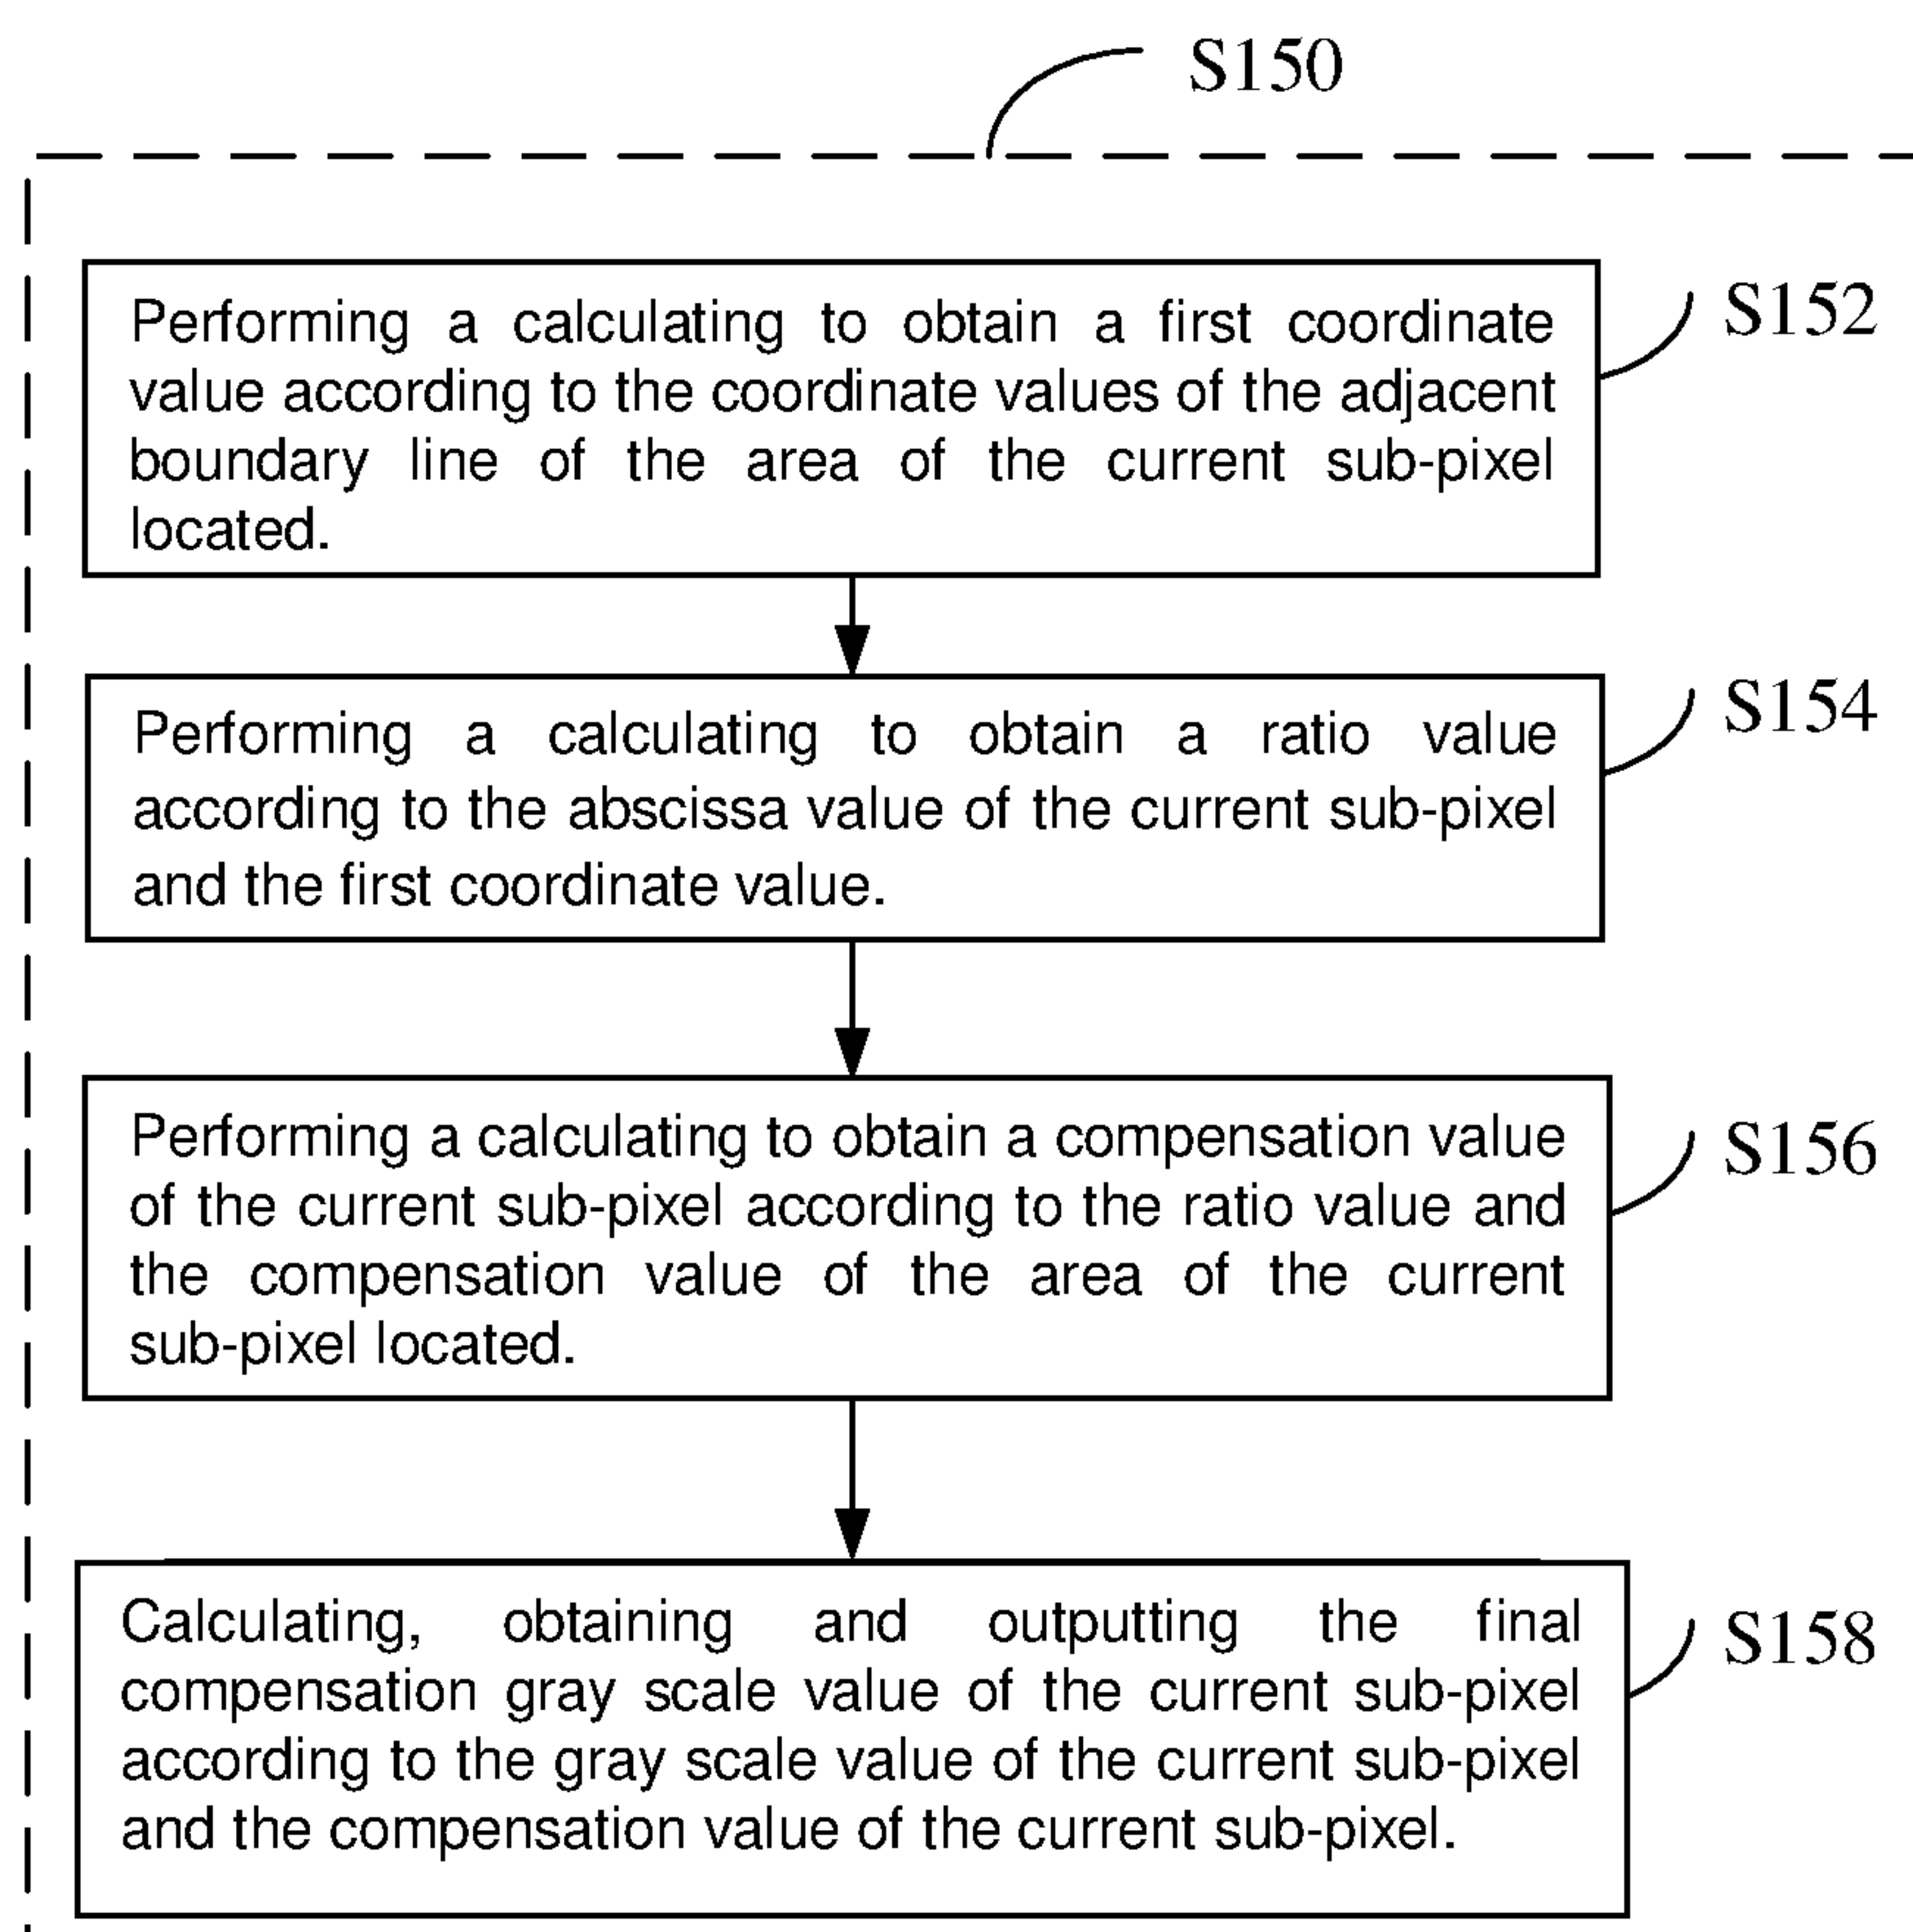 S150
Performing a calculating to obtain a first coordinate
value according to the coordinate values of the adjacent
boundary line of the area of the current sub-pixel
located.
S152
Performing a calculating to obtain a ratio value
according to the abscissa value of the current sub-pixel
and the first coordinate value.
S154
Performing a calculating to obtain a compensation value
of the current sub-pixel according to the ratio value and
the compensation value of the area of the current
sub-pixel located.
S156
Calculating, obtaining and outputting the final
compensation gray scale value of the current sub-pixel
according to the gray scale value of the current sub-pixel
and the compensation value of the current sub-pixel.
S158